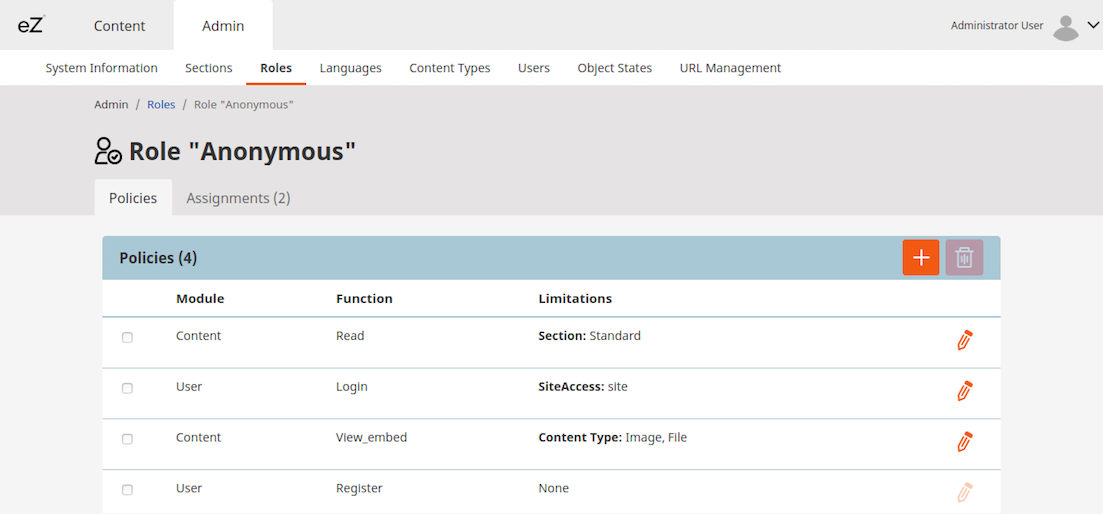 eZ Content Admin Administrator User
System Information Sections Roles Languages Content Types Users Object States URL Management
Admin / Roles / Role "Anonymous"
Role "Anonymous"
Policies Assignments (2)
Policies (4)
Module Function Limitations
Content Read Section: Standard
User Login SiteAccess: site
Content View_embed Content Type: Image, File
User Register None